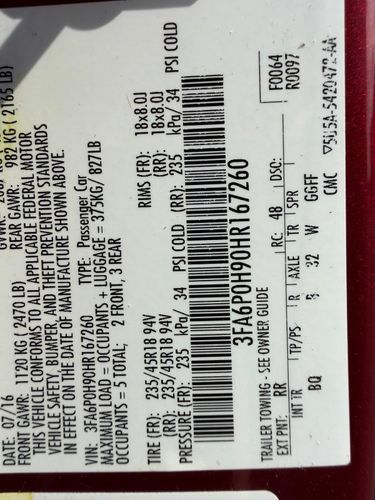 DATE: 07/16
REAR GAWR: 982 KG ( 2165 LB)
FRONT GAWR: 1120 KG ( 2470 LB)
THIS VEHICLE CONFORMS TO ALL APPLICABLE FEDERAL MOTOR
VEHICLE SAFETY, BUMPER, AND THEFT PREVENTION STANDARDS
IN EFFECT ON THE DATE OF MANUFACTURE SHOWN ABOVE.
VIN: 3FA6P0H90HR167260 TYPE: Passenger Car
MAXIMUM LOAD = OCCUPANTS + LUGGAGE = 375KG/ 827LB
OCCUPANTS = 5 TOTAL; 2 FRONT, 3 REAR
TIRE (FR): 235/45R18 94V RIMS (FR): 18x8.0J
(RR): 235/45R18 94V (RR): 18x8.0J
PRESSURE (FR): 235 kPa/ 34 PSI COLD (RR): 235 kPa/ 34 PSI COLD
3FA6P0H90HR167260
TRAILER TOWING - SEE OWNER GUIDE
EXT PNT: RR RC: 48 DSO: F0064
R0097
INT TR TP/PS R AXLE TR SPR
BQ B 32 W GGFF
CMC